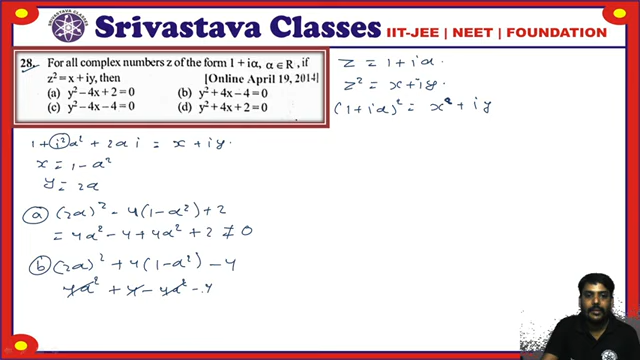 Srivastava Classes IIT-JEE | NEET | FOUNDATION
28. For all complex numbers z of the form 1 + iα, α ∈ R, if
z² = x + iy, then [Online April 19, 2014]
(a) y² – 4x + 2 = 0 (b) y² + 4x – 4 = 0
(c) y² – 4x – 4 = 0 (d) y² + 4x + 2 = 0
z = 1 + iα.
z² = x + iy.
(1 + iα)² = x² + iy
1 + i²α² + 2αi = x + iy.
x = 1 - α²
y = 2α
(a) (2α)² - 4(1 - α²) + 2
= 4α² - 4 + 4α² + 2 ≠ 0
(b) (2α)² + 4(1 - α²) - 4
4α² + 4 - 4α² - 4